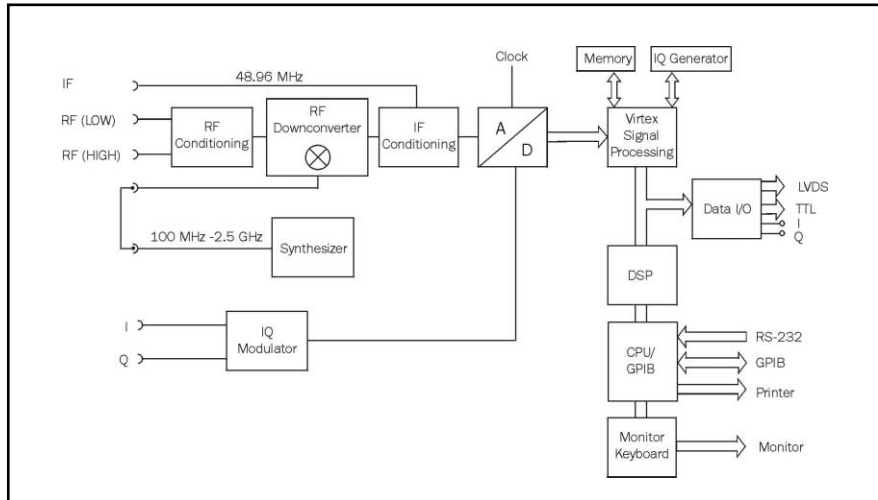 Clock
Memory
IQ Generator
IF
48.96 MHz
RF (LOW)
RF (HIGH)
RF
Conditioning
RF
Downconverter
IF
Conditioning
A
D
Virtex
Signal
Processing
Data I/O
LVDS
TTL
I
Q
100 MHz -2.5 GHz
Synthesizer
DSP
I
Q
IQ
Modulator
CPU/
GPIB
RS-232
GPIB
Printer
Monitor
Keyboard
Monitor